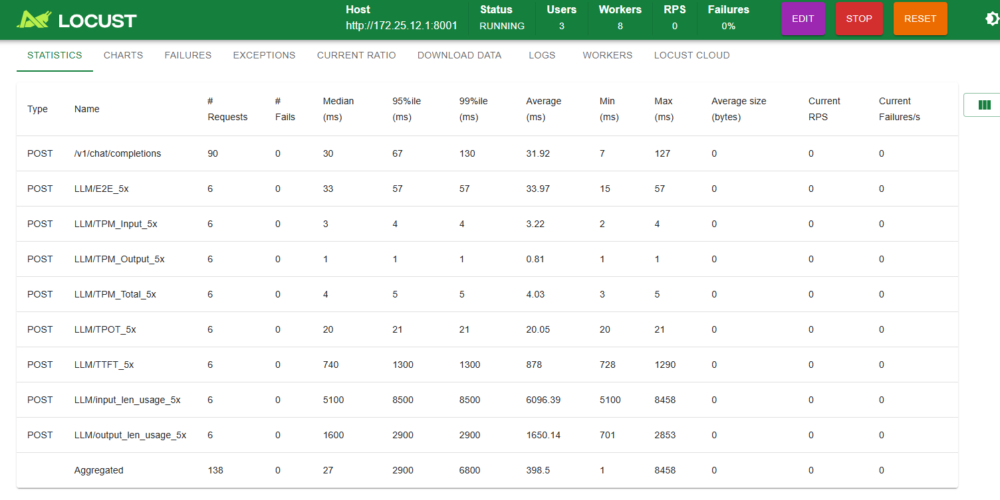 LOCUST
Host Status Users Workers RPS Failures
http://172.25.12.1:8001 RUNNING 3 8 0 0%
EDIT STOP RESET
STATISTICS CHARTS FAILURES EXCEPTIONS CURRENT RATIO DOWNLOAD DATA LOGS WORKERS LOCUST CLOUD
Type Name # Requests # Fails Median (ms) 95%ile (ms) 99%ile (ms) Average (ms) Min (ms) Max (ms) Average size (bytes) Current RPS Current Failures/s
POST /v1/chat/completions 90 0 30 67 130 31.92 7 127 0 0 0
POST LLM/E2E_5x 6 0 33 57 57 33.97 15 57 0 0 0
POST LLM/TPM_Input_5x 6 0 3 4 4 3.22 2 4 0 0 0
POST LLM/TPM_Output_5x 6 0 1 1 1 0.81 1 1 0 0 0
POST LLM/TPM_Total_5x 6 0 4 5 5 4.03 3 5 0 0 0
POST LLM/TPOT_5x 6 0 20 21 21 20.05 20 21 0 0 0
POST LLM/TTFT_5x 6 0 740 1300 1300 878 728 1290 0 0 0
POST LLM/input_len_usage_5x 6 0 5100 8500 8500 6096.39 5100 8458 0 0 0
POST LLM/output_len_usage_5x 6 0 1600 2900 2900 1650.14 701 2853 0 0 0
Aggregated 138 0 27 2900 6800 398.5 1 8458 0 0 0